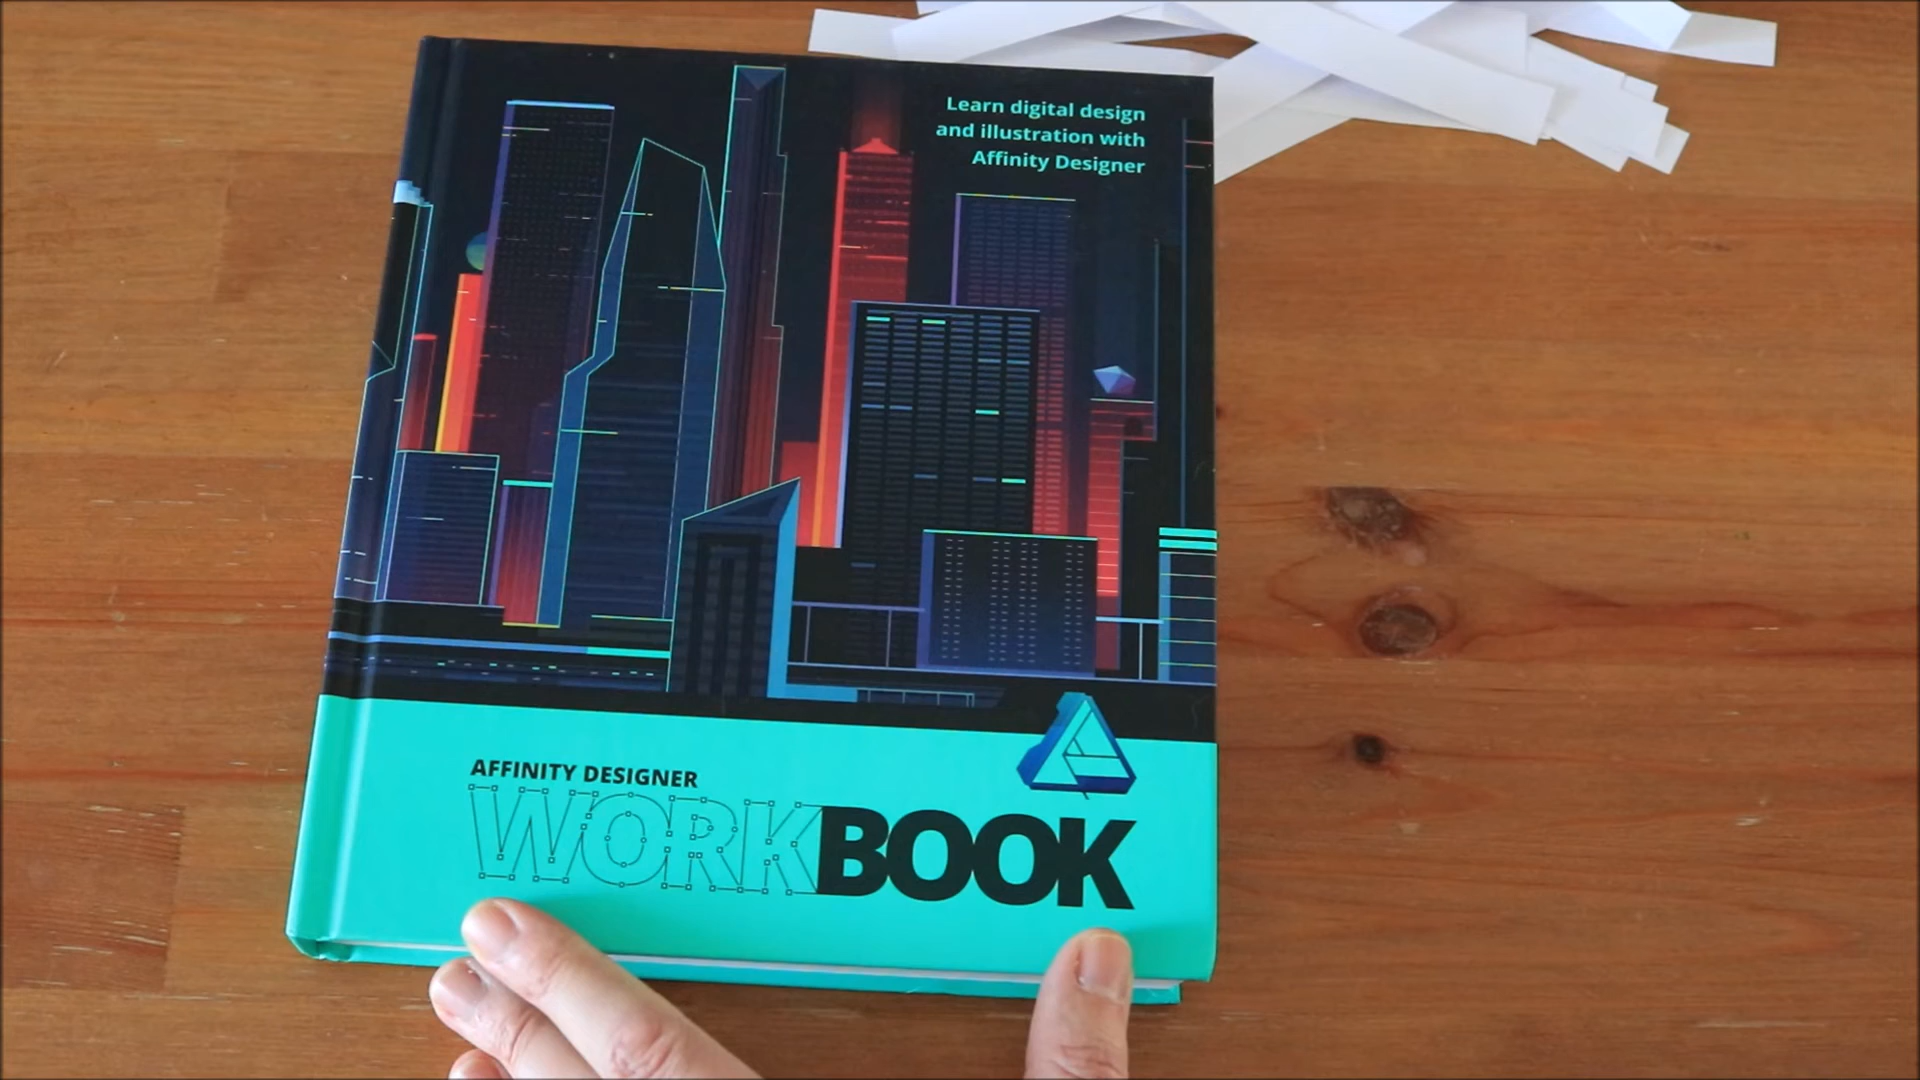 Learn digital design
and illustration with
Affinity Designer
AFFINITY DESIGNER
WORKBOOK